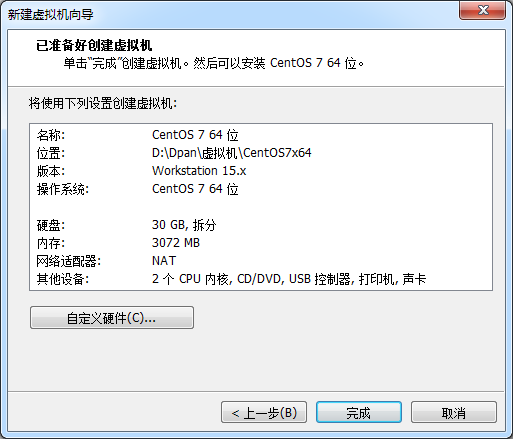 新建虚拟机向导
已准备好创建虚拟机
单击“完成”创建虚拟机。然后可以安装 CentOS 7 64 位。
将使用下列设置创建虚拟机:
名称: CentOS 7 64 位
位置: D:\Dpan\虚拟机\CentOS7x64
版本: Workstation 15.x
操作系统: CentOS 7 64 位
硬盘: 30 GB, 拆分
内存: 3072 MB
网络适配器: NAT
其他设备: 2 个 CPU 内核, CD/DVD, USB 控制器, 打印机, 声卡
自定义硬件(C)...
< 上一步(B) 完成 取消